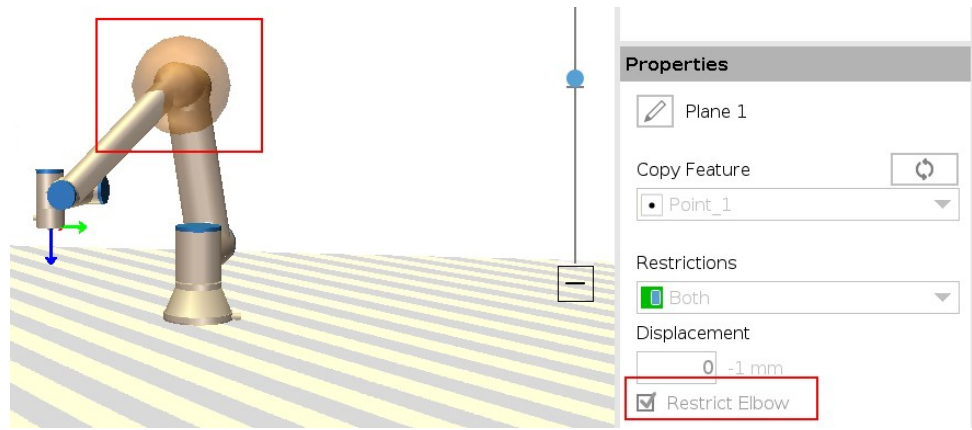 Properties
Plane 1
Copy Feature
Point_1
Restrictions
Both
Displacement
0 -1 mm
Restrict Elbow